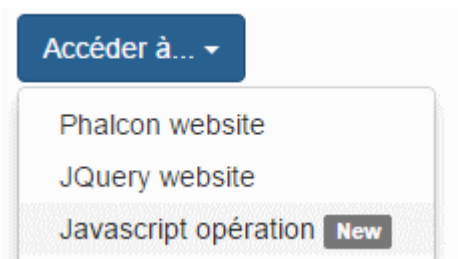 Accéder à...
Phalcon website
JQuery website
Javascript opération New